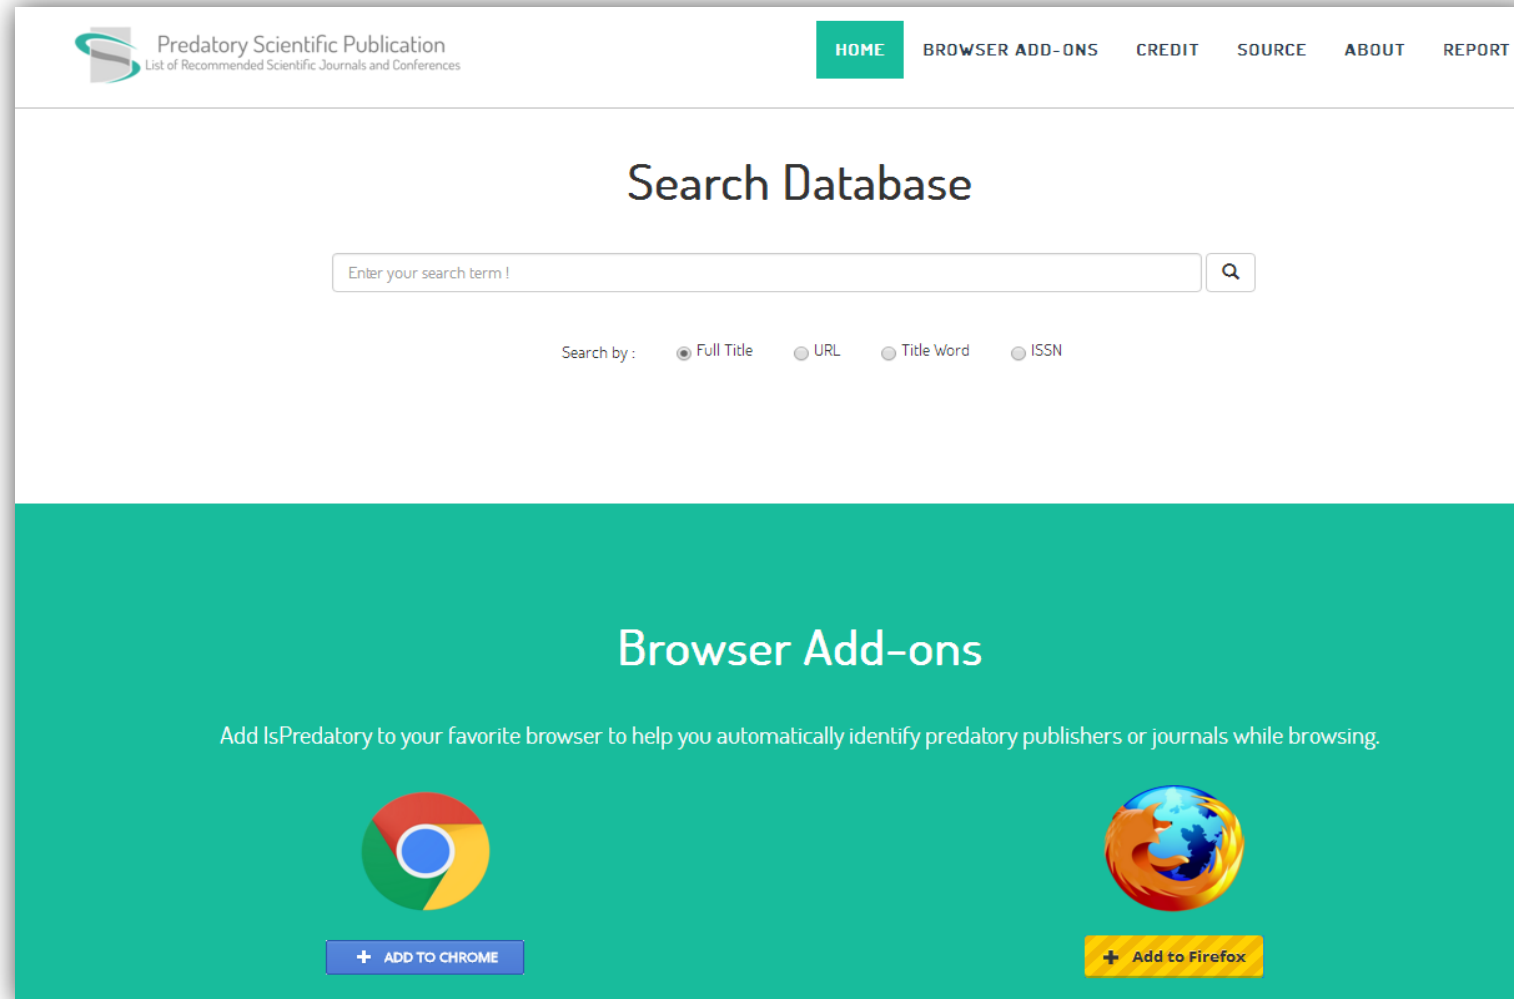 Predatory Scientific Publication
List of Recommended Scientific Journals and Conferences
HOME BROWSER ADD-ONS CREDIT SOURCE ABOUT REPORT
Search Database
Enter your search term !
Search by : Full Title URL Title Word ISSN
Browser Add-ons
Add IsPredatory to your favorite browser to help you automatically identify predatory publishers or journals while browsing.
+ ADD TO CHROME
+ Add to Firefox